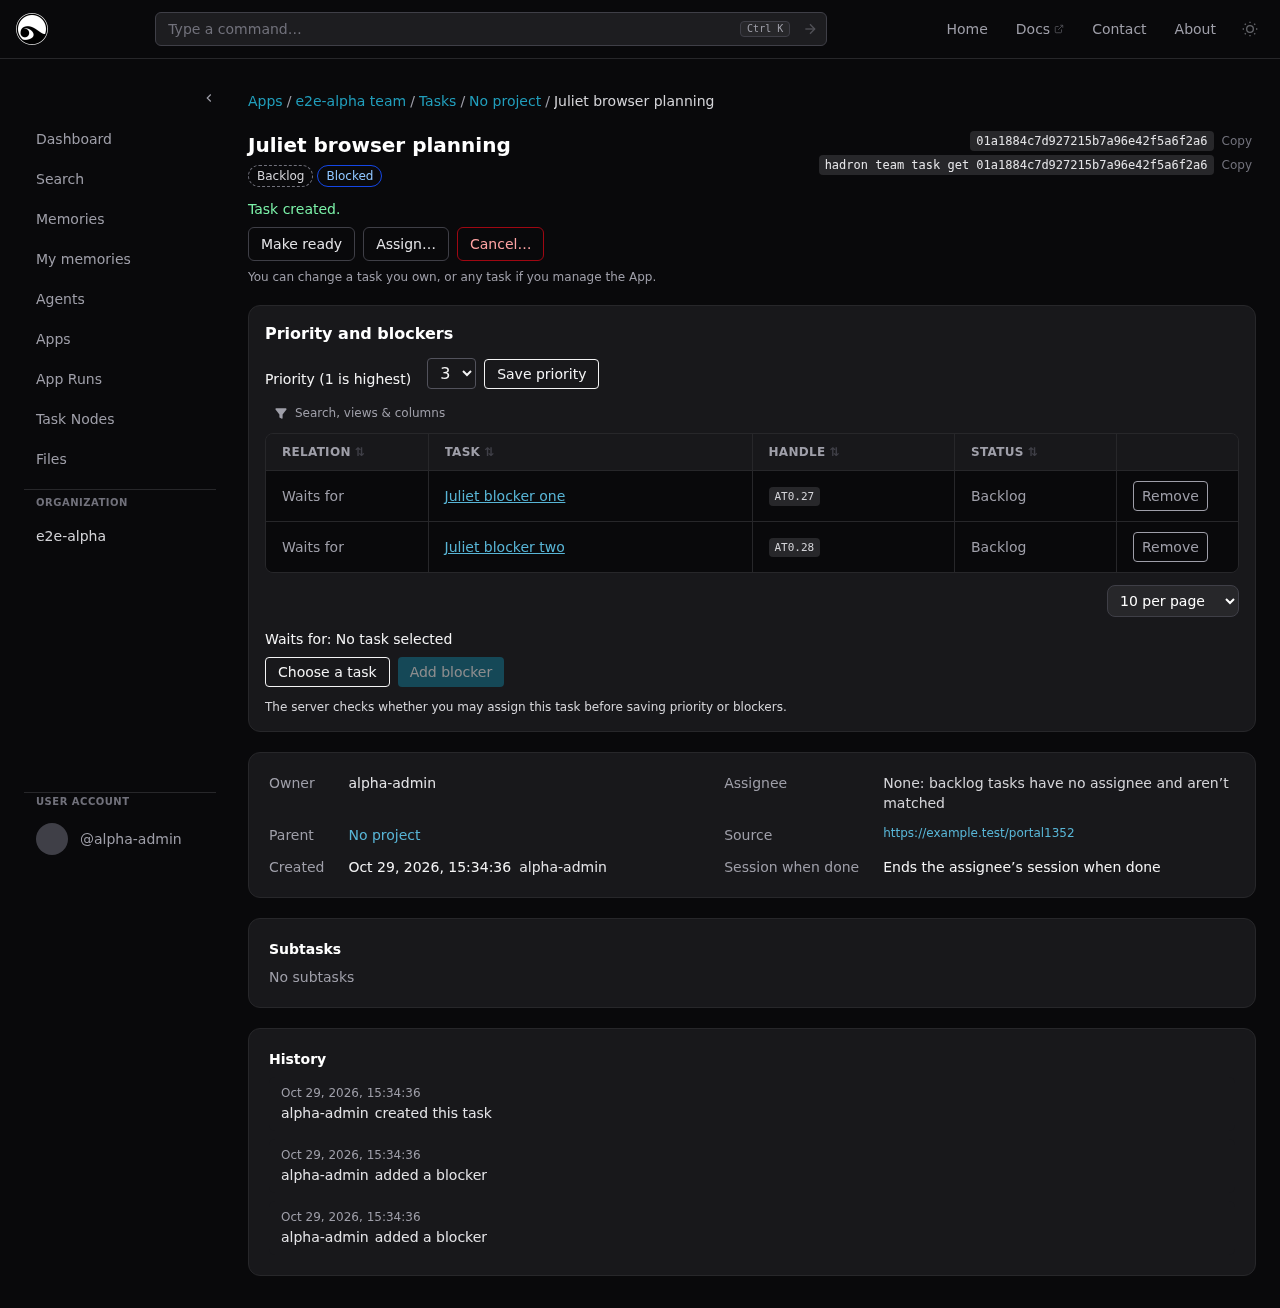 Type a command...
Ctrl K
Home
Docs
Contact
About
Dashboard
Search
Memories
My memories
Agents
Apps
App Runs
Task Nodes
Files
ORGANIZATION
e2e-alpha
USER ACCOUNT
@alpha-admin
Apps / e2e-alpha team / Tasks / No project / Juliet browser planning
Juliet browser planning
Backlog Blocked
01a1884c7d927215b7a96e42f5a6f2a6 Copy
hadron team task get 01a1884c7d927215b7a96e42f5a6f2a6 Copy
Task created.
Make ready Assign… Cancel…
You can change a task you own, or any task if you manage the App.
Priority and blockers
Priority (1 is highest) 3 Save priority
Search, views & columns
RELATION TASK HANDLE STATUS
Waits for Juliet blocker one AT0.27 Backlog Remove
Waits for Juliet blocker two AT0.28 Backlog Remove
10 per page
Waits for: No task selected
Choose a task Add blocker
The server checks whether you may assign this task before saving priority or blockers.
Owner alpha-admin
Assignee None: backlog tasks have no assignee and aren’t
matched
Parent No project
Source https://example.test/portal1352
Created Oct 29, 2026, 15:34:36 alpha-admin
Session when done Ends the assignee’s session when done
Subtasks
No subtasks
History
Oct 29, 2026, 15:34:36
alpha-admin created this task
Oct 29, 2026, 15:34:36
alpha-admin added a blocker
Oct 29, 2026, 15:34:36
alpha-admin added a blocker